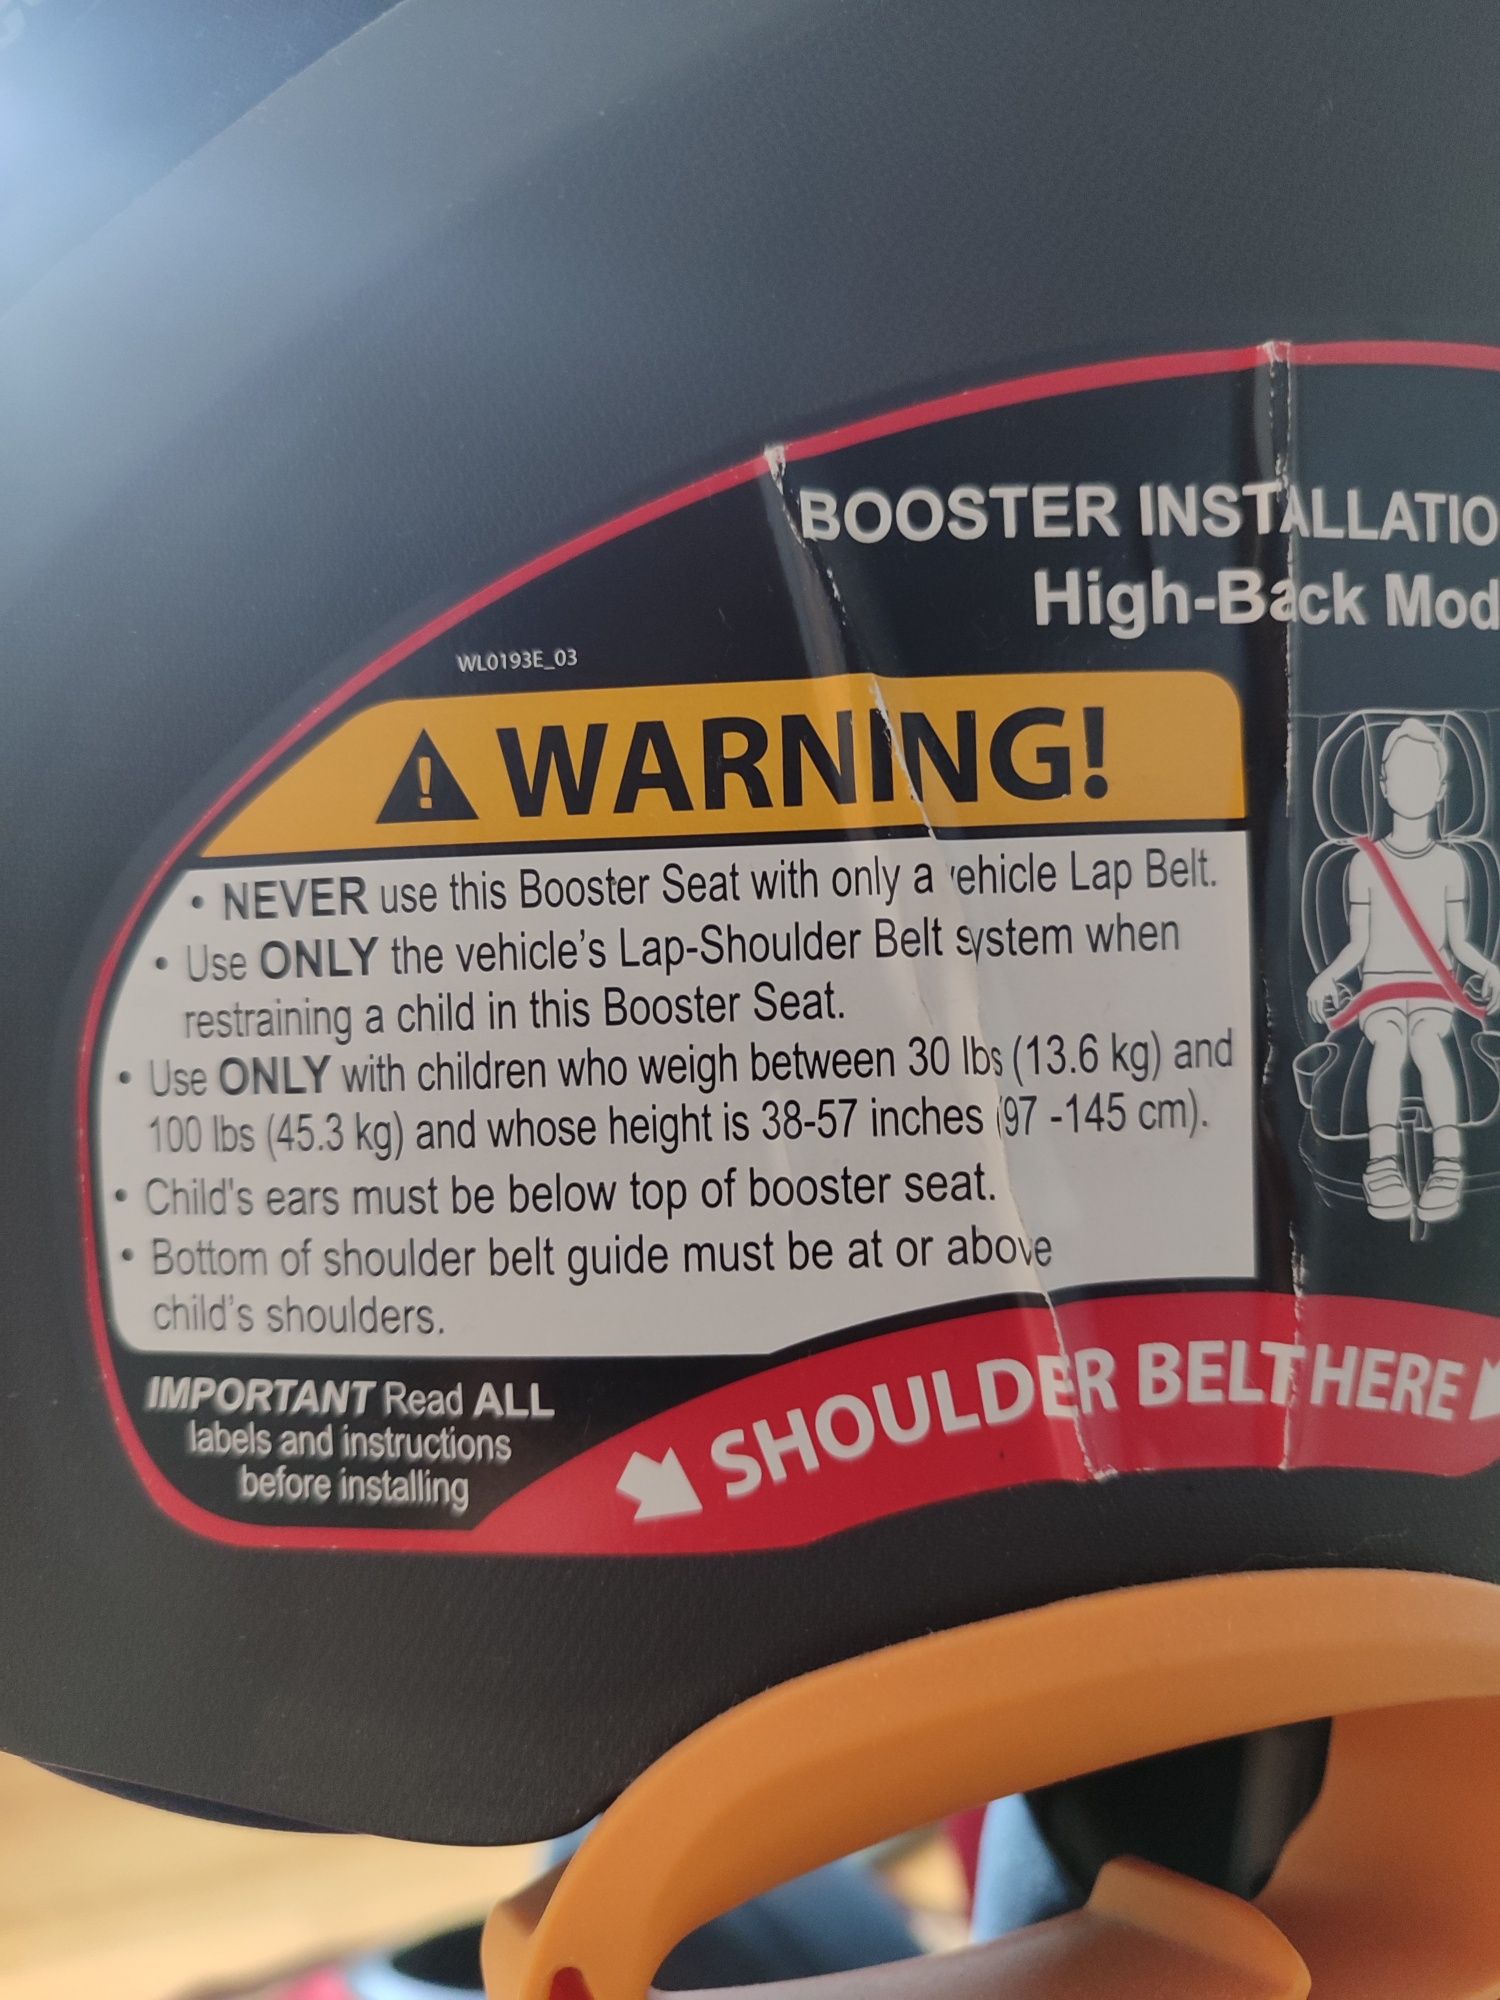 BOOSTER INSTALLATIO
High-Back Mod
WL0193E_03
WARNING!
• NEVER use this Booster Seat with only a vehicle Lap Belt.
• Use ONLY the vehicle's Lap-Shoulder Belt system when
restraining a child in this Booster Seat.
• Use ONLY with children who weigh between 30 lbs (13.6 kg) and
100 lbs (45.3 kg) and whose height is 38-57 inches (97 -145 cm).
• Child's ears must be below top of booster seat.
• Bottom of shoulder belt guide must be at or above
child's shoulders.
IMPORTANT Read ALL
labels and instructions
before installing
SHOULDER BELT HERE